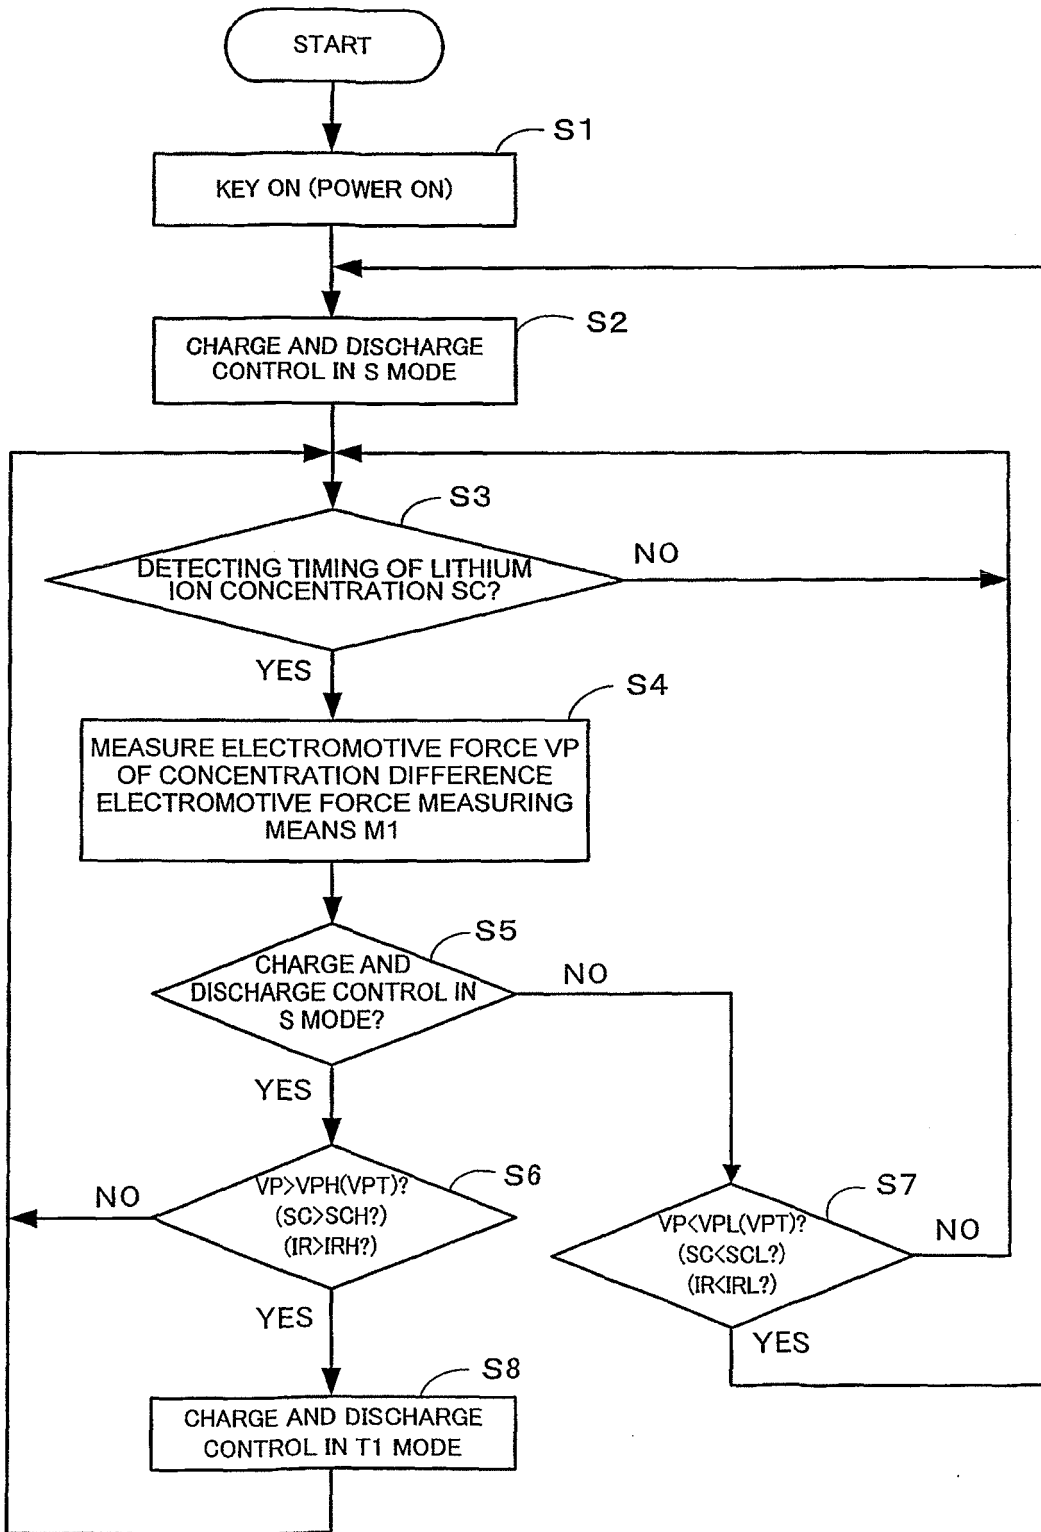 START
S1
KEY ON (POWER ON)
S2
CHARGE AND DISCHARGE
CONTROL IN S MODE
S3
DETECTING TIMING OF LITHIUM
ION CONCENTRATION SC?
NO
YES
S4
MEASURE ELECTROMOTIVE FORCE VP
OF CONCENTRATION DIFFERENCE
ELECTROMOTIVE FORCE MEASURING
MEANS M1
S5
CHARGE AND
DISCHARGE CONTROL IN
S MODE?
NO
YES
S6
VP>VPH(VPT)?
(SC>SCH?)
(IR>IRH?)
NO
YES
S7
VP<VPL(VPT)?
(SC<SCL?)
(IR<IRL?)
NO
YES
S8
CHARGE AND DISCHARGE
CONTROL IN T1 MODE